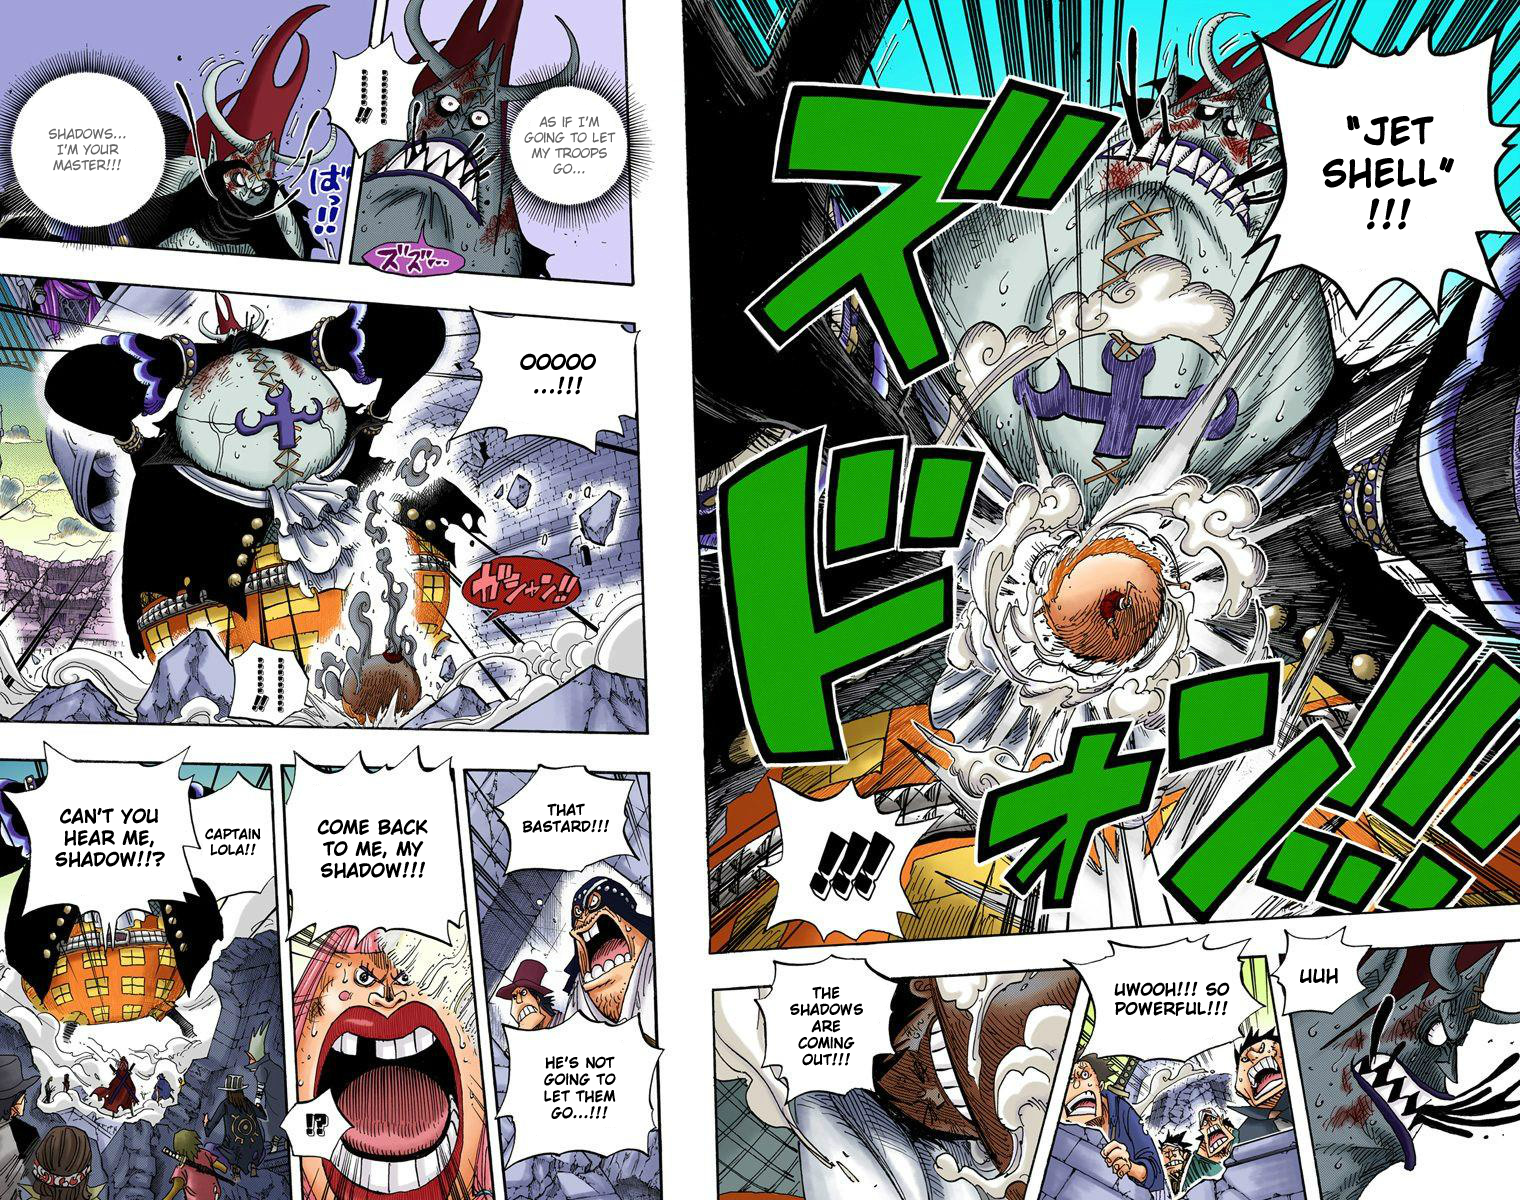 "JET
SHELL"
!!!
ズドォン!!!
!!!
UUH
UWOOH!!! SO
POWERFUL!!!
THE
SHADOWS
ARE
COMING
OUT!!!
AS IF I'M
GOING TO LET
MY TROOPS
GO...
ズズ...
!!
SHADOWS...
I'M YOUR
MASTER!!!
ばっ!!
OOOOO
...!!!
ガシャン!!
THAT
BASTARD!!!
HE'S NOT
GOING TO
LET THEM
GO...!!!
COME BACK
TO ME, MY
SHADOW!!!
!?
CAPTAIN
LOLA!!
CAN'T YOU
HEAR ME,
SHADOW!!?